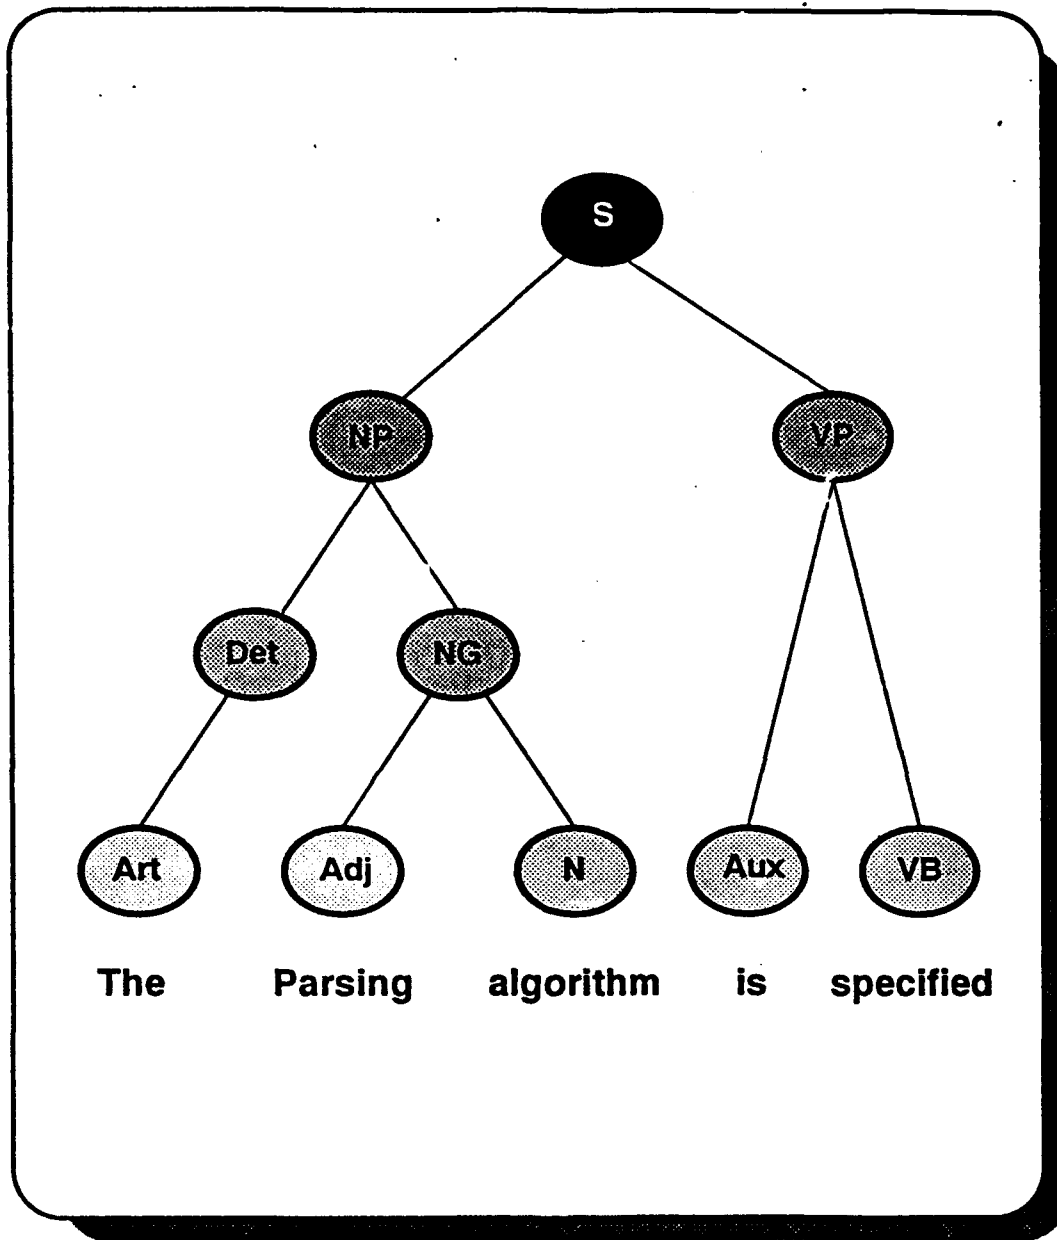 S
NP VP
Det NG
Art Adj N Aux VB
The Parsing algorithm is specified